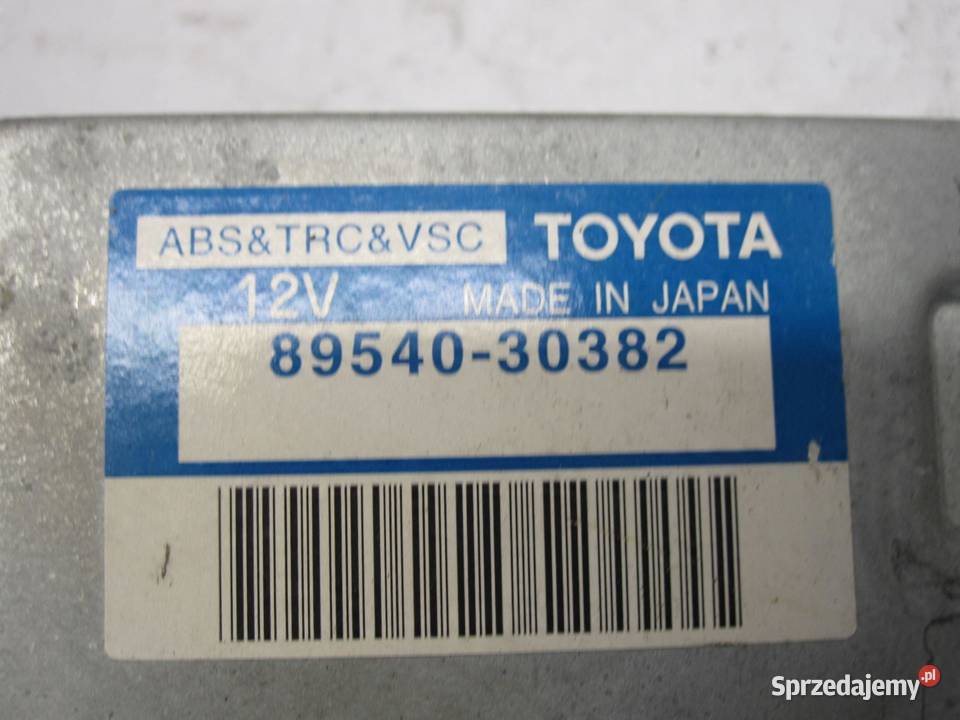 ABS&TRC&VSC TOYOTA
12V MADE IN JAPAN
89540-30382
Sprzedajemy.pl